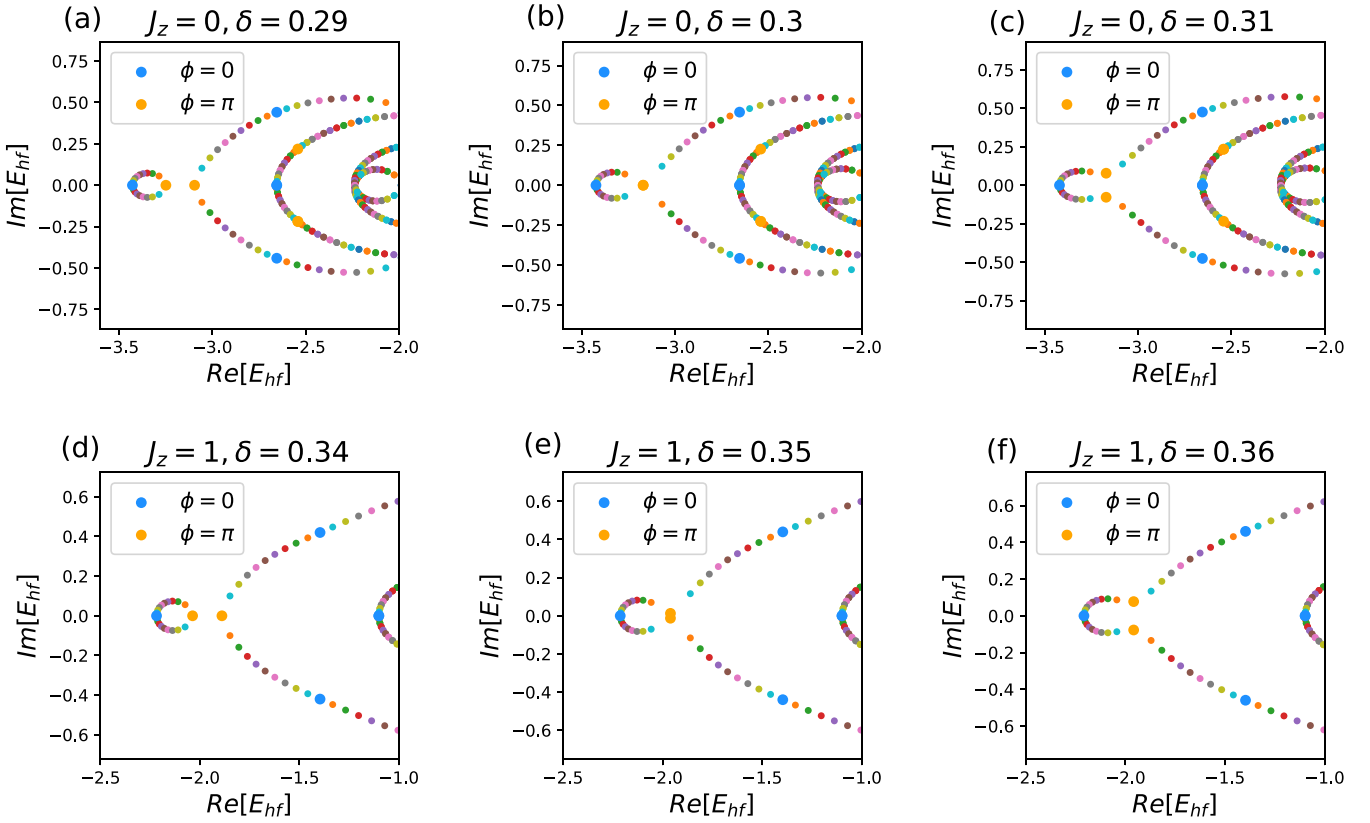 (a)
J_z = 0, δ = 0.29
ϕ = 0
ϕ = π
0.75
0.50
0.25
0.00
−0.25
−0.50
−0.75
Im[E_hf]
−3.5 −3.0 −2.5 −2.0
Re[E_hf]
(b)
J_z = 0, δ = 0.3
ϕ = 0
ϕ = π
0.75
0.50
0.25
0.00
−0.25
−0.50
−0.75
Im[E_hf]
−3.5 −3.0 −2.5 −2.0
Re[E_hf]
(c)
J_z = 0, δ = 0.31
ϕ = 0
ϕ = π
0.75
0.50
0.25
0.00
−0.25
−0.50
−0.75
Im[E_hf]
−3.5 −3.0 −2.5 −2.0
Re[E_hf]
(d)
J_z = 1, δ = 0.34
ϕ = 0
ϕ = π
0.6
0.4
0.2
0.0
−0.2
−0.4
−0.6
Im[E_hf]
−2.5 −2.0 −1.5 −1.0
Re[E_hf]
(e)
J_z = 1, δ = 0.35
ϕ = 0
ϕ = π
0.6
0.4
0.2
0.0
−0.2
−0.4
−0.6
Im[E_hf]
−2.5 −2.0 −1.5 −1.0
Re[E_hf]
(f)
J_z = 1, δ = 0.36
ϕ = 0
ϕ = π
0.6
0.4
0.2
0.0
−0.2
−0.4
−0.6
Im[E_hf]
−2.5 −2.0 −1.5 −1.0
Re[E_hf]